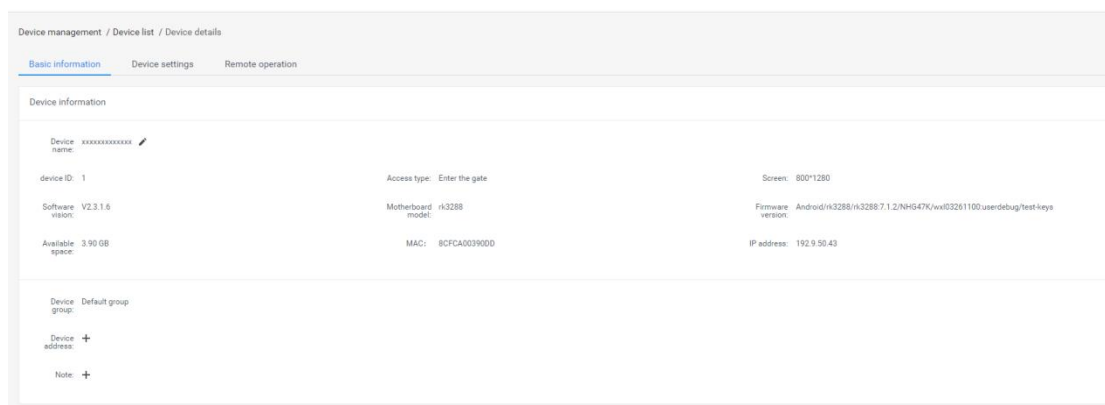 Device management / Device list / Device details
Basic information Device settings Remote operation
Device information
Device name: xxxxxxxxxxxxx
device ID: 1 Access type: Enter the gate Screen: 800*1280
Software vision: V2.3.1.6 Motherboard model: rk3288 Firmware version: Android/rk3288/rk3288:7.1.2/NHG47K/wxl03261100:userdebug/test-keys
Available space: 3.90 GB MAC: 8CFCA00390DD IP address: 192.9.50.43
Device group: Default group
Device address: +
Note: +